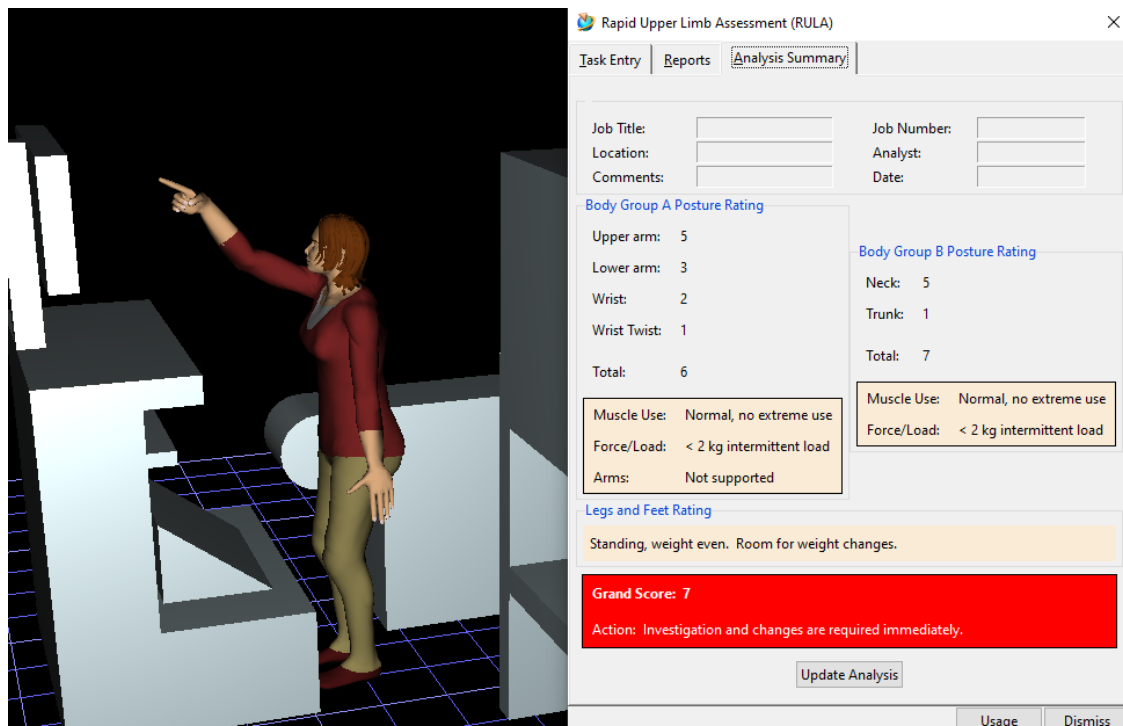 Rapid Upper Limb Assessment (RULA)
Task Entry Reports Analysis Summary
Job Title: Job Number:
Location: Analyst:
Comments: Date:
Body Group A Posture Rating
Upper arm: 5
Lower arm: 3
Wrist: 2
Wrist Twist: 1
Total: 6
Muscle Use: Normal, no extreme use
Force/Load: < 2 kg intermittent load
Arms: Not supported
Body Group B Posture Rating
Neck: 5
Trunk: 1
Total: 7
Muscle Use: Normal, no extreme use
Force/Load: < 2 kg intermittent load
Legs and Feet Rating
Standing, weight even. Room for weight changes.
Grand Score: 7
Action: Investigation and changes are required immediately.
Update Analysis
Usage Dismiss